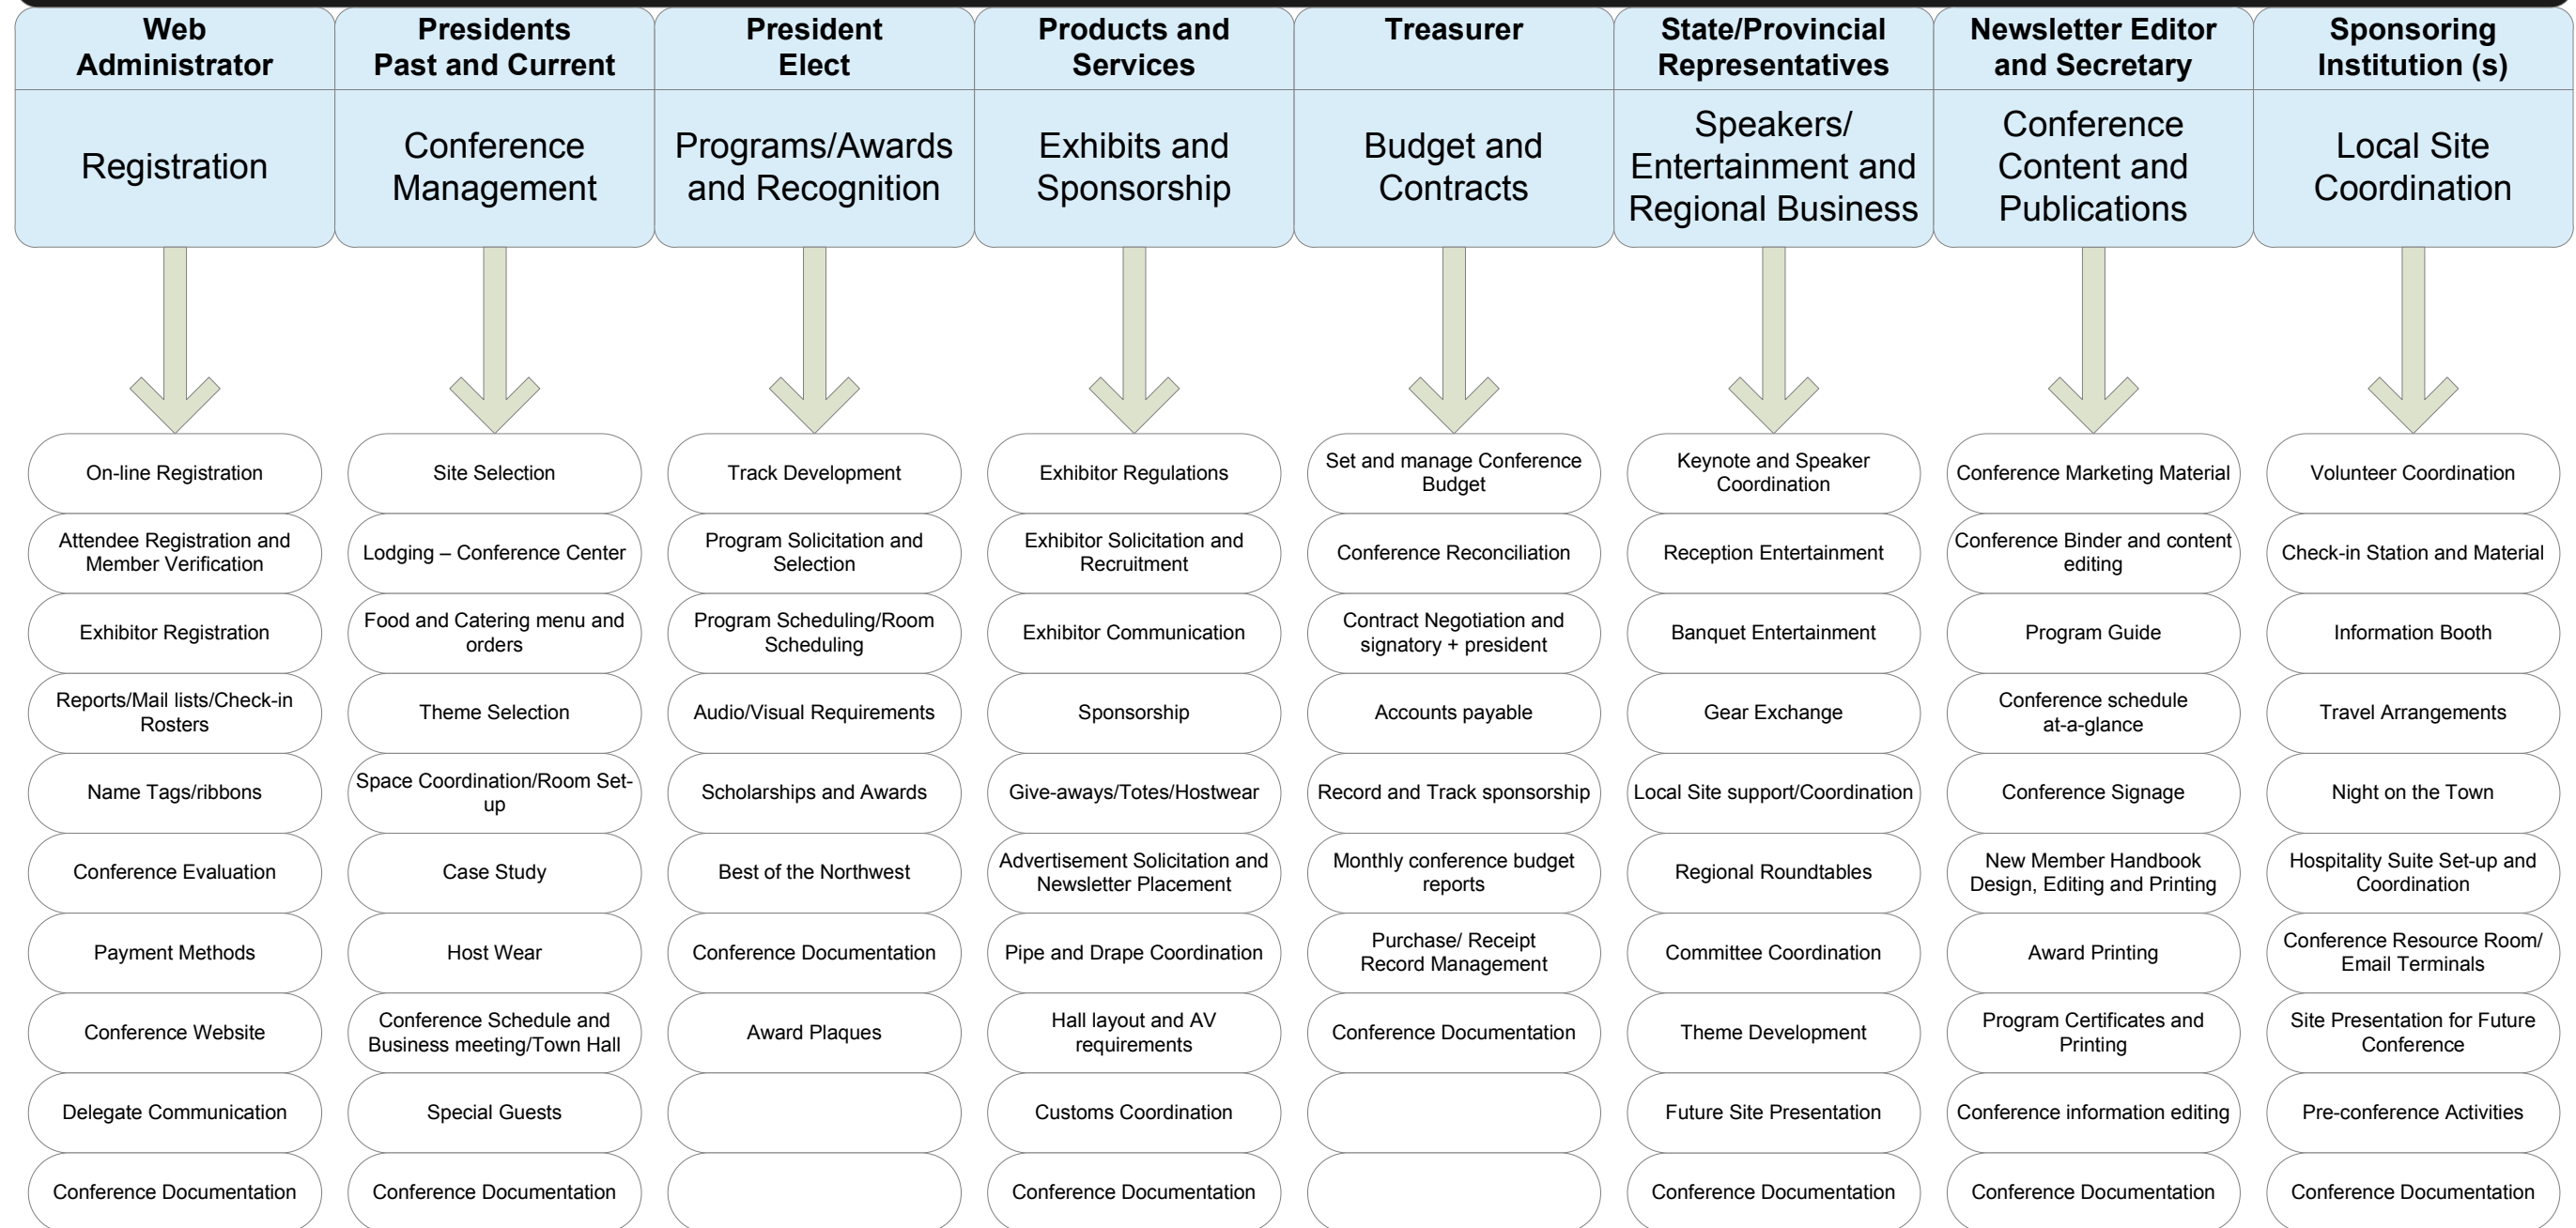 Web
Administrator
Registration
On-line Registration
Attendee Registration and
Member Verification
Exhibitor Registration
Reports/Mail lists/Check-in
Rosters
Name Tags/ribbons
Conference Evaluation
Payment Methods
Conference Website
Delegate Communication
Conference Documentation
Presidents
Past and Current
Conference
Management
Site Selection
Lodging – Conference Center
Food and Catering menu and
orders
Theme Selection
Space Coordination/Room Set-
up
Case Study
Host Wear
Conference Schedule and
Business meeting/Town Hall
Special Guests
Conference Documentation
President
Elect
Programs/Awards
and Recognition
Track Development
Program Solicitation and
Selection
Program Scheduling/Room
Scheduling
Audio/Visual Requirements
Scholarships and Awards
Best of the Northwest
Conference Documentation
Award Plaques
Products and
Services
Exhibits and
Sponsorship
Exhibitor Regulations
Exhibitor Solicitation and
Recruitment
Exhibitor Communication
Sponsorship
Give-aways/Totes/Hostwear
Advertisement Solicitation and
Newsletter Placement
Pipe and Drape Coordination
Hall layout and AV
requirements
Customs Coordination
Conference Documentation
Treasurer
Budget and
Contracts
Set and manage Conference
Budget
Conference Reconciliation
Contract Negotiation and
signatory + president
Accounts payable
Record and Track sponsorship
Monthly conference budget
reports
Purchase/ Receipt
Record Management
Conference Documentation
State/Provincial
Representatives
Speakers/
Entertainment and
Regional Business
Keynote and Speaker
Coordination
Reception Entertainment
Banquet Entertainment
Gear Exchange
Local Site support/Coordination
Regional Roundtables
Committee Coordination
Theme Development
Future Site Presentation
Conference Documentation
Newsletter Editor
and Secretary
Conference
Content and
Publications
Conference Marketing Material
Conference Binder and content
editing
Program Guide
Conference schedule
at-a-glance
Conference Signage
New Member Handbook
Design, Editing and Printing
Award Printing
Program Certificates and
Printing
Conference information editing
Conference Documentation
Sponsoring
Institution (s)
Local Site
Coordination
Volunteer Coordination
Check-in Station and Material
Information Booth
Travel Arrangements
Night on the Town
Hospitality Suite Set-up and
Coordination
Conference Resource Room/
Email Terminals
Site Presentation for Future
Conference
Pre-conference Activities
Conference Documentation